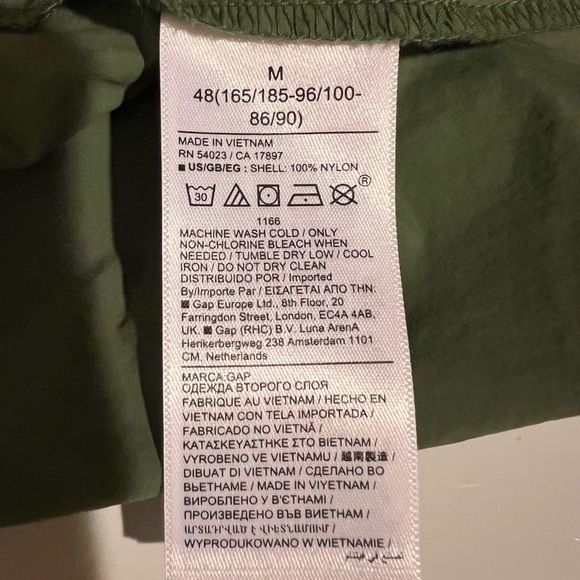 M
48(165/185-96/100-
86/90)
MADE IN VIETNAM
RN 54023 / CA 17897
■ US/GB/EG : SHELL: 100% NYLON
30
®
1166
MACHINE WASH COLD / ONLY
NON-CHLORINE BLEACH WHEN
NEEDED / TUMBLE DRY LOW / COOL
IRON / DO NOT DRY CLEAN
DISTRIBUIDO POR / Imported
By/Importe Par / ΕΙΣΑΓΕΤΑΙ ΑΠΟ ΤΗΝ:
■ Gap Europe Ltd., 8th Floor, 20
Farringdon Street, London, EC4A 4AB,
UK. ■ Gap (RHC) B.V. Luna ArenA
Herikerbergweg 238 Amsterdam 1101
CM, Netherlands
MARCA GAP
ОДЕЖДА ВТОРОГО СЛОЯ
FABRIQUE AU VIETNAM / HECHO EN
VIETNAM CON TELA IMPORTADA /
FABRICADO NO VIETNÃ /
ΚΑΤΑΣΚΕΥΑΣΤΗΚΕ ΣΤΟ ΒΙΕΤΝΑΜ /
VYROBENO VE VIETNAMU / 越南製造 /
DIBUAT DI VIETNAM / СДЕЛАНО ВО
ВЬЕТНАМЕ / MADE IN VIYETNAM /
ВИРОБЛЕНО У В'ЄТНАМІ /
ПРОИЗВЕДЕНО ВЪВ ВИЕТНАМ /
ԱՐՏԱԴՐՎԱԾ Է ՎԻԵՏՆԱՄՈՒՄ /
WYPRODUKOWANO W WIETNAMIE /
صنع في فيتنام